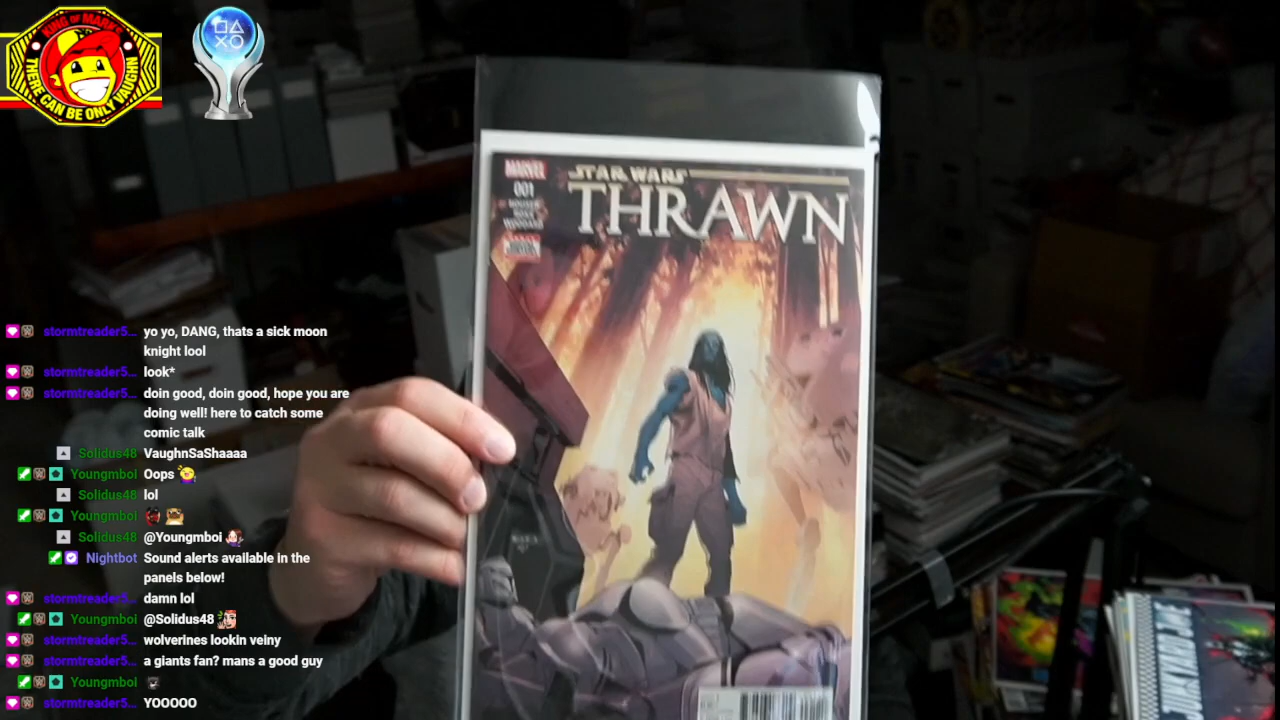 KING OF MARKS
THERE CAN BE ONLY VAUGHN
MARVEL
001
HOUSER
ROSS
WOODARD
STAR WARS
THRAWN
stormtreader5... yo yo, DANG, thats a sick moon
knight lool
stormtreader5... look*
stormtreader5... doin good, doin good, hope you are
doing well! here to catch some
comic talk
Solidus48 VaughnSaShaaaa
Youngmboi Oops
Solidus48 lol
Youngmboi
Solidus48 @Youngmboi
Nightbot Sound alerts available in the
panels below!
stormtreader5... damn lol
Youngmboi @Solidus48
stormtreader5... wolverines lookin veiny
stormtreader5... a giants fan? mans a good guy
Youngmboi
stormtreader5... YOOOOO